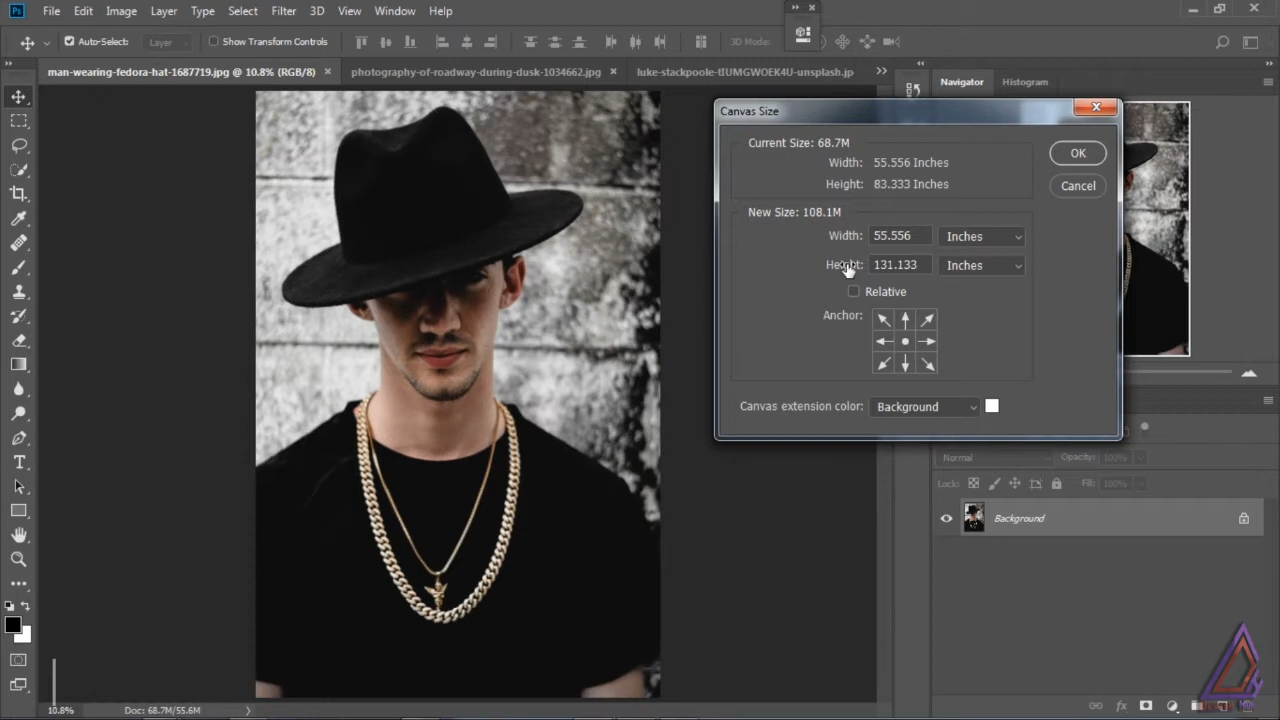 Ps File Edit Image Layer Type Select Filter 3D View Window Help
Auto-Select: Layer Show Transform Controls 3D Mode:
man-wearing-fedora-hat-1687719.jpg @ 10.8% (RGB/8) × photography-of-roadway-during-dusk-1034662.jpg × luke-stackpoole-tIUMGWOEK4U-unsplash.jp
Navigator Histogram
Canvas Size
Current Size: 68.7M
Width: 55.556 Inches
Height: 83.333 Inches
OK
Cancel
New Size: 108.1M
Width: 55.556 Inches
Height: 131.133 Inches
Relative
Anchor:
Canvas extension color: Background
Normal Opacity: 100%
Lock: Fill: 100%
Background
10.8% Doc: 68.7M/55.6M